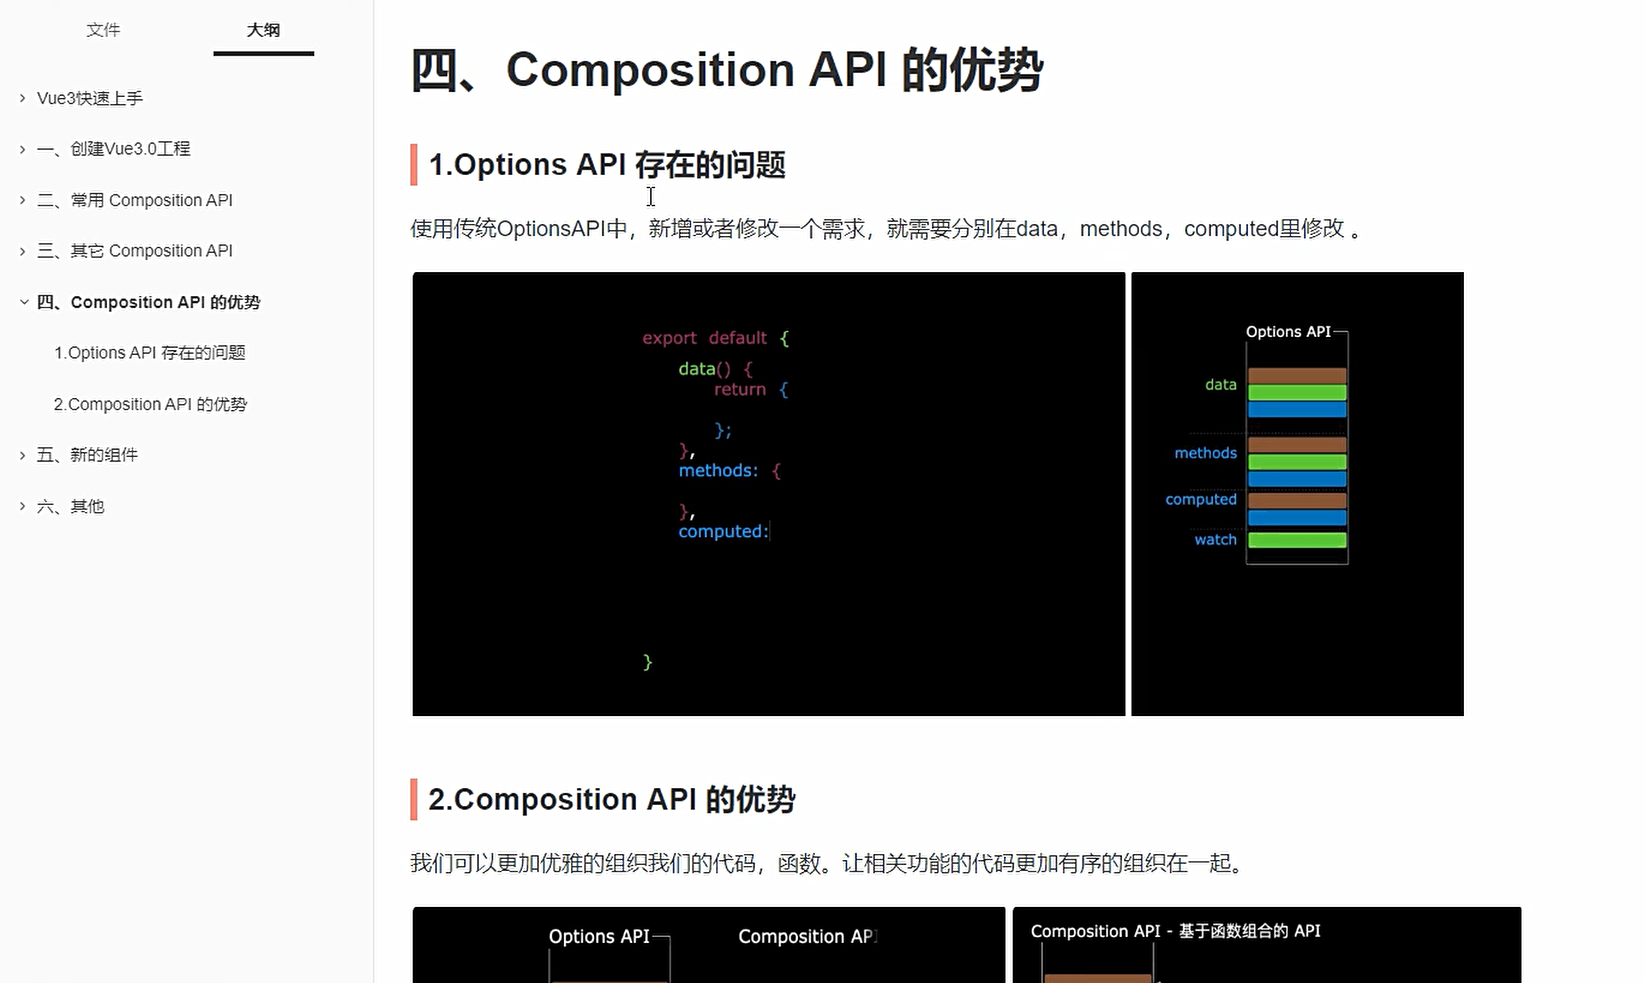 文件
大纲
Vue3快速上手
一、创建Vue3.0工程
二、常用 Composition API
三、其它 Composition API
四、Composition API 的优势
1.Options API 存在的问题
2.Composition API 的优势
五、新的组件
六、其他
四、Composition API 的优势
1.Options API 存在的问题
使用传统OptionsAPI中，新增或者修改一个需求，就需要分别在data，methods，computed里修改 。
export default {
data() {
return {
};
},
methods: {
},
computed:
}
Options API
data
methods
computed
watch
2.Composition API 的优势
我们可以更加优雅的组织我们的代码，函数。让相关功能的代码更加有序的组织在一起。
Options API
Composition API
Composition API - 基于函数组合的 API